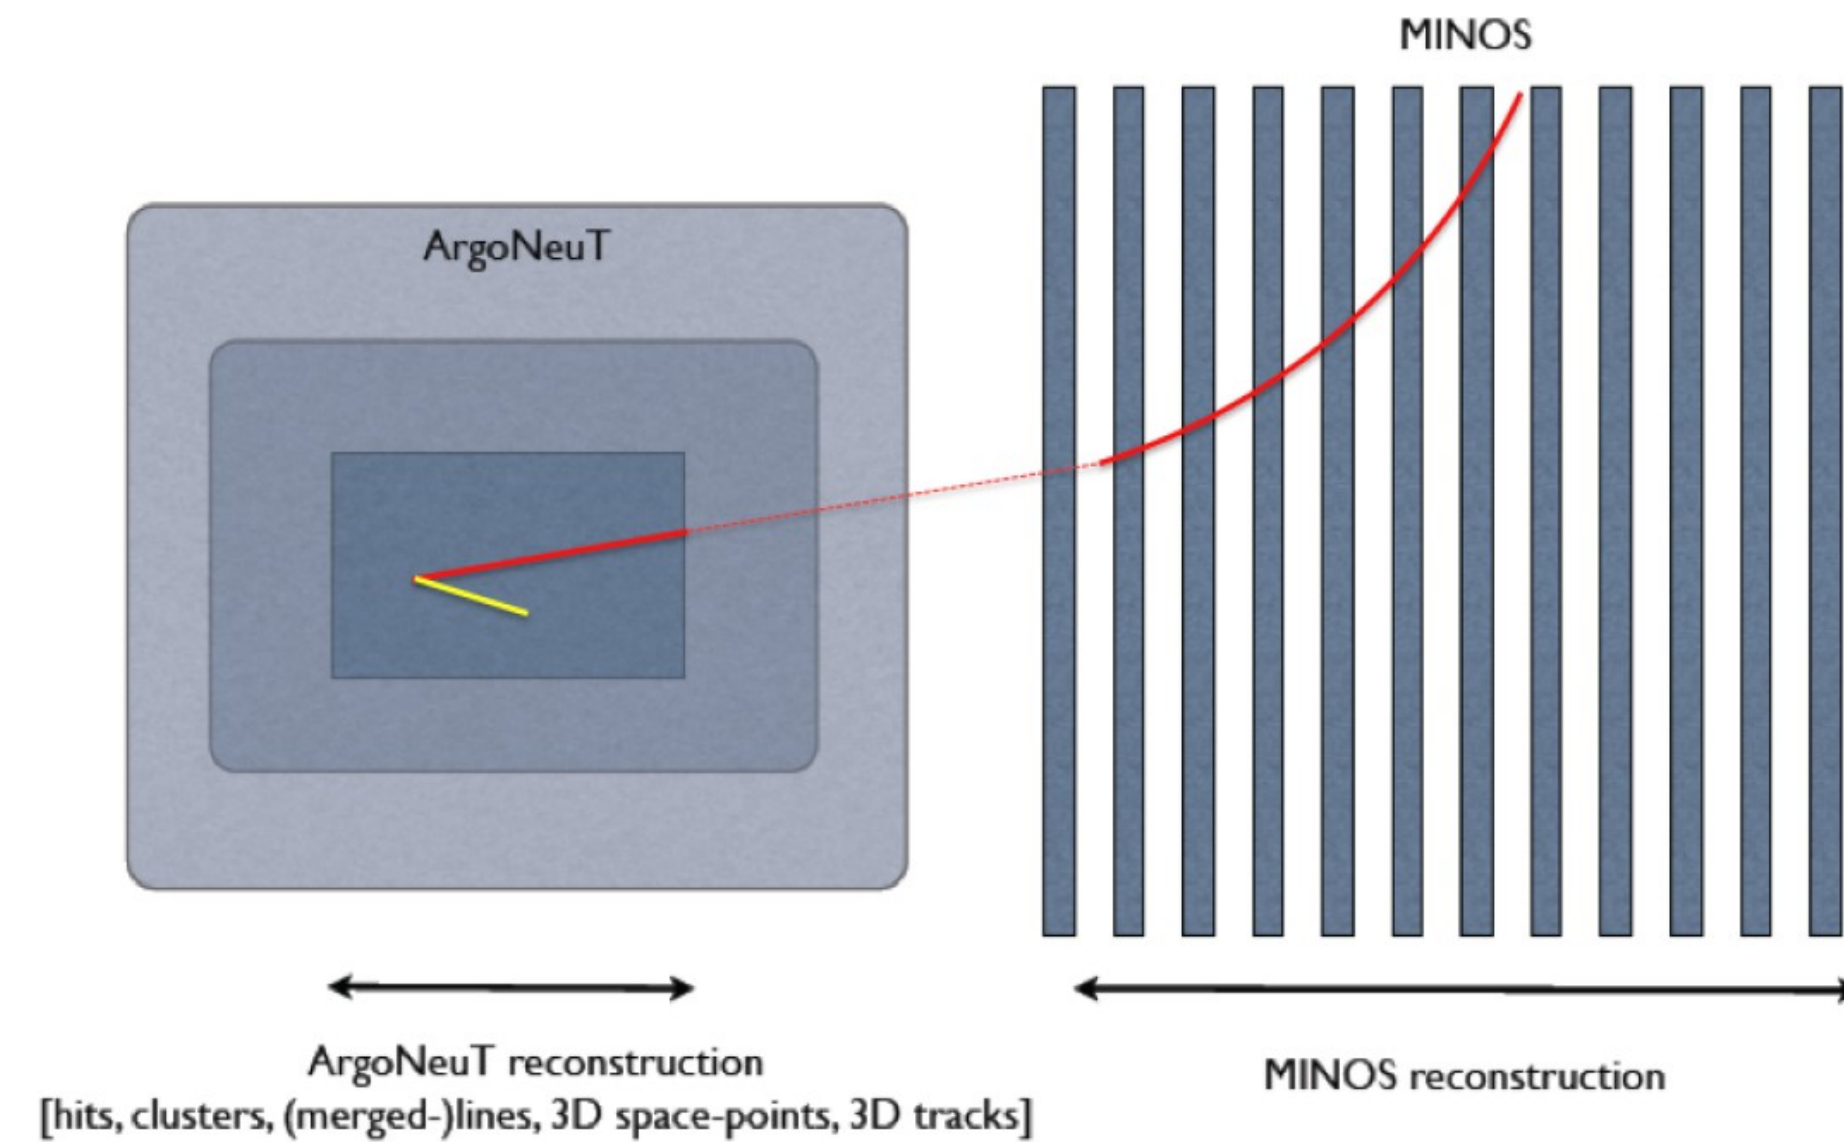 MINOS
ArgoNeuT
ArgoNeuT reconstruction
[hits, clusters, (merged-)lines, 3D space-points, 3D tracks]
MINOS reconstruction